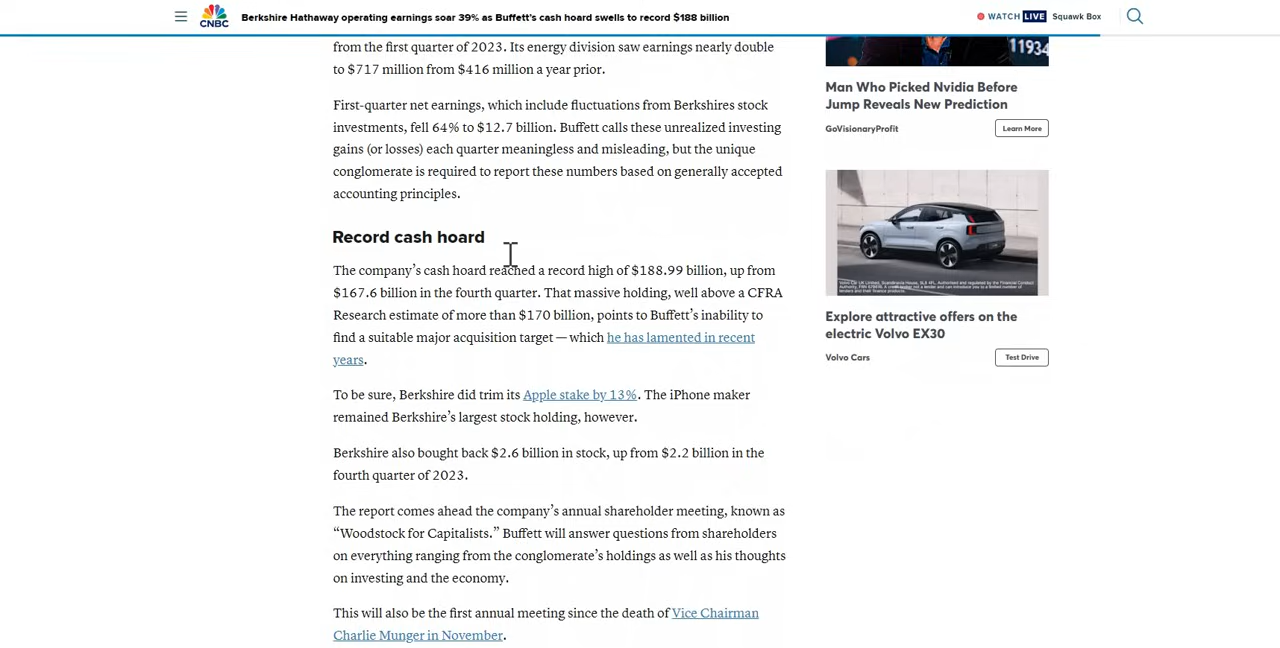 CNBC
Berkshire Hathaway operating earnings soar 39% as Buffett's cash hoard swells to record $188 billion
WATCH LIVE Squawk Box
from the first quarter of 2023. Its energy division saw earnings nearly double
to $717 million from $416 million a year prior.
First-quarter net earnings, which include fluctuations from Berkshires stock
investments, fell 64% to $12.7 billion. Buffett calls these unrealized investing
gains (or losses) each quarter meaningless and misleading, but the unique
conglomerate is required to report these numbers based on generally accepted
accounting principles.
Record cash hoard
The company’s cash hoard reached a record high of $188.99 billion, up from
$167.6 billion in the fourth quarter. That massive holding, well above a CFRA
Research estimate of more than $170 billion, points to Buffett’s inability to
find a suitable major acquisition target — which he has lamented in recent
years.
To be sure, Berkshire did trim its Apple stake by 13%. The iPhone maker
remained Berkshire’s largest stock holding, however.
Berkshire also bought back $2.6 billion in stock, up from $2.2 billion in the
fourth quarter of 2023.
The report comes ahead the company’s annual shareholder meeting, known as
“Woodstock for Capitalists.” Buffett will answer questions from shareholders
on everything ranging from the conglomerate’s holdings as well as his thoughts
on investing and the economy.
This will also be the first annual meeting since the death of Vice Chairman
Charlie Munger in November.
11934
Man Who Picked Nvidia Before
Jump Reveals New Prediction
GoVisionaryProfit
Learn More
Explore attractive offers on the
electric Volvo EX30
Volvo Cars
Test Drive